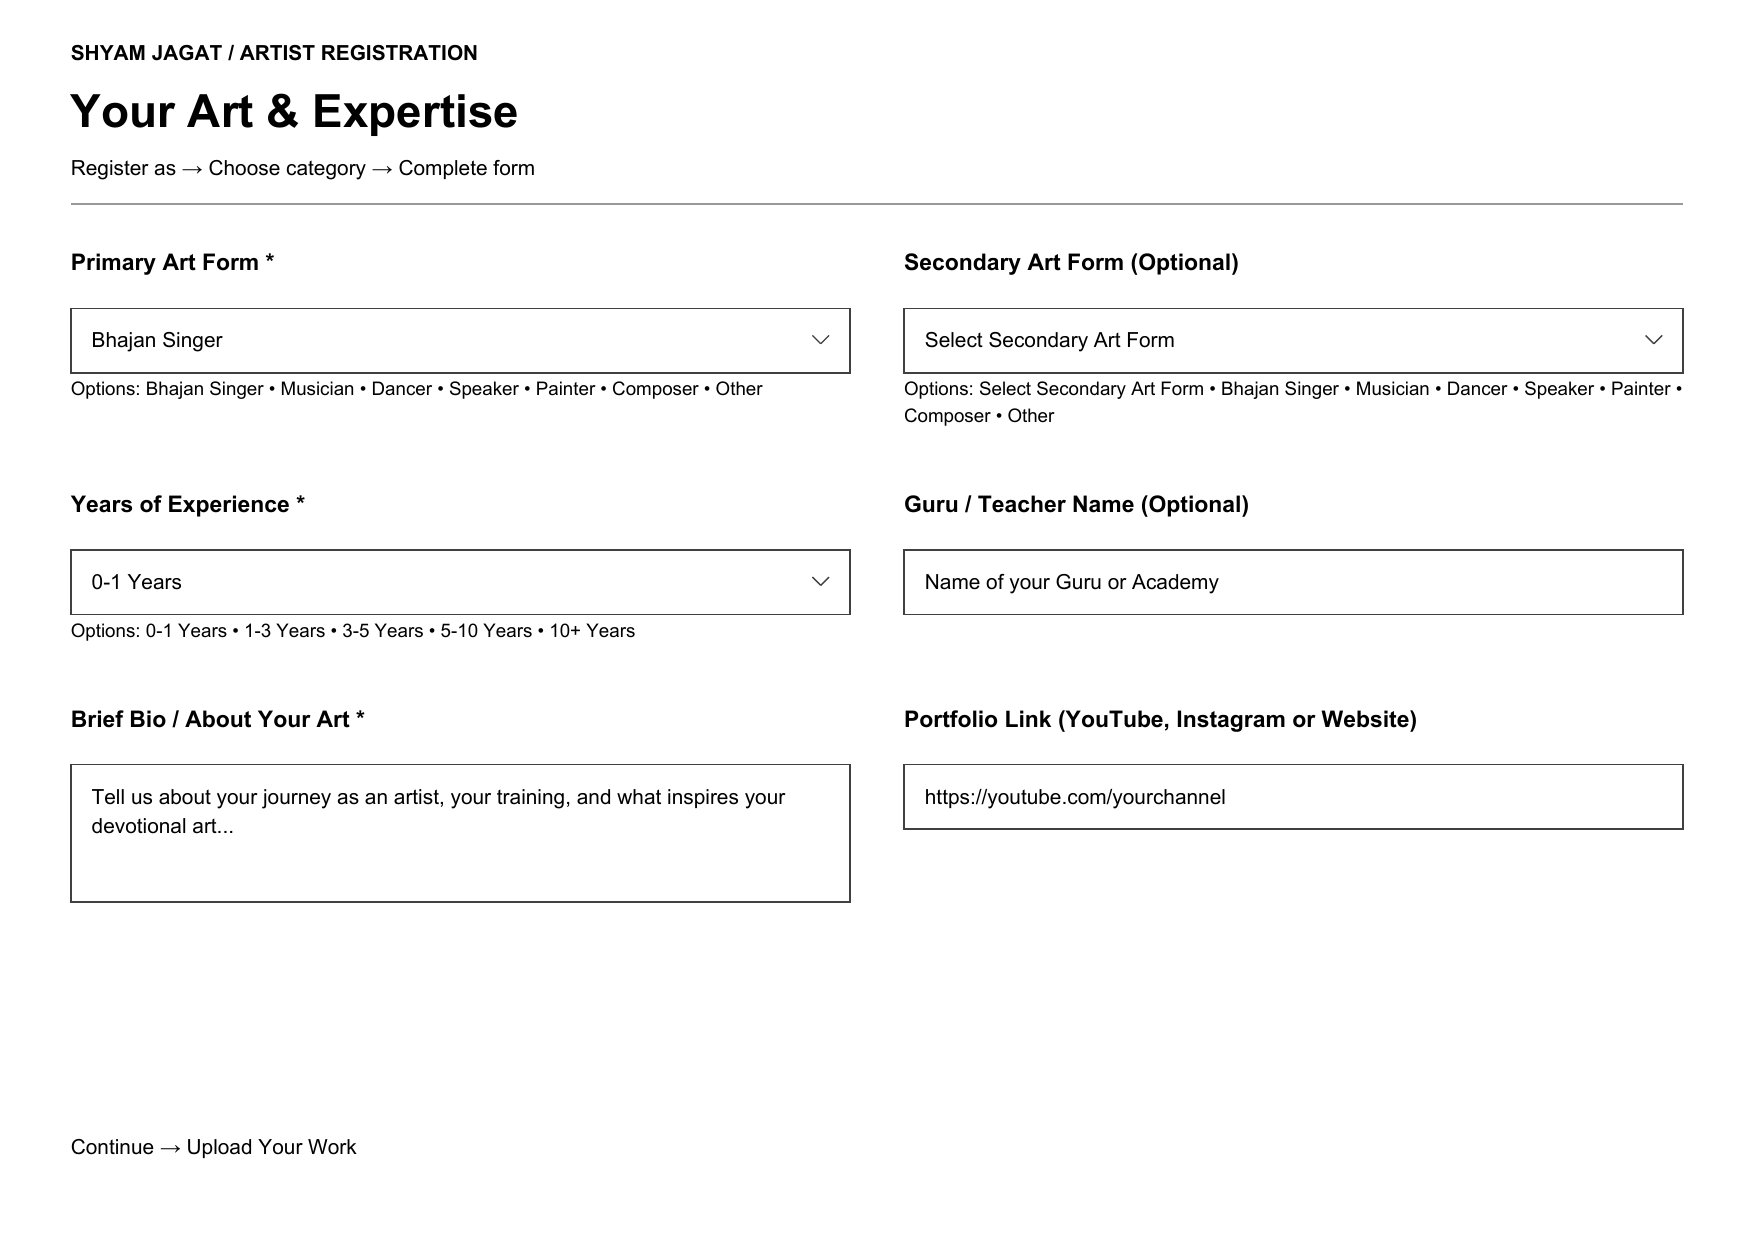 SHYAM JAGAT / ARTIST REGISTRATION
Your Art & Expertise
Register as → Choose category → Complete form
Primary Art Form *
Bhajan Singer
Options: Bhajan Singer • Musician • Dancer • Speaker • Painter • Composer • Other
Secondary Art Form (Optional)
Select Secondary Art Form
Options: Select Secondary Art Form • Bhajan Singer • Musician • Dancer • Speaker • Painter •
Composer • Other
Years of Experience *
0-1 Years
Options: 0-1 Years • 1-3 Years • 3-5 Years • 5-10 Years • 10+ Years
Guru / Teacher Name (Optional)
Name of your Guru or Academy
Brief Bio / About Your Art *
Tell us about your journey as an artist, your training, and what inspires your
devotional art...
Portfolio Link (YouTube, Instagram or Website)
https://youtube.com/yourchannel
Continue → Upload Your Work